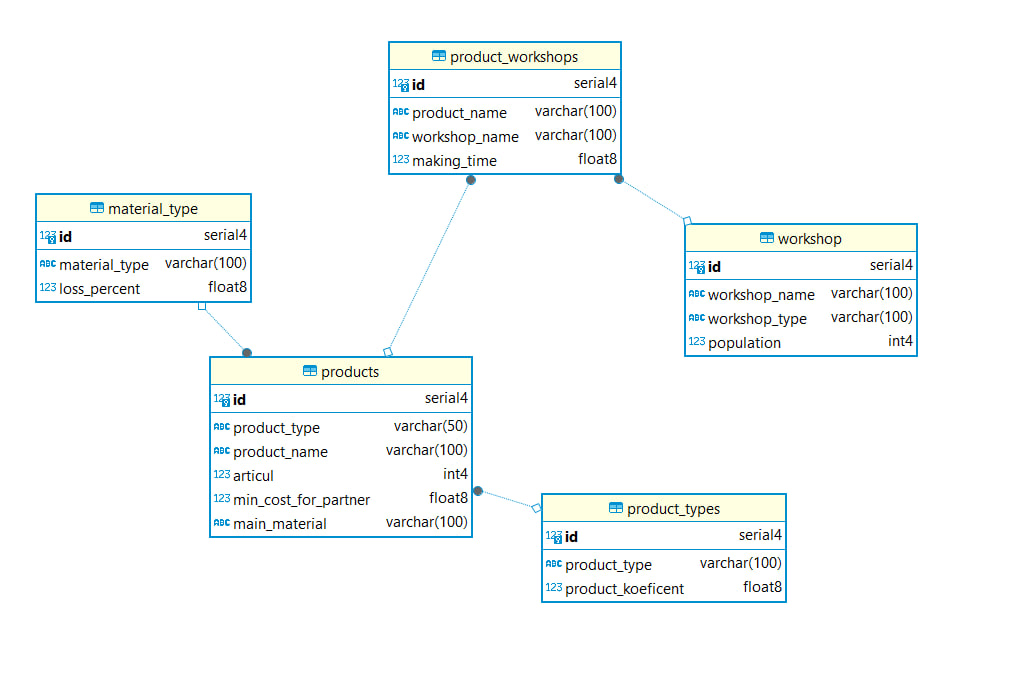 product_workshops
id serial4
product_name varchar(100)
workshop_name varchar(100)
making_time float8
material_type
id serial4
material_type varchar(100)
loss_percent float8
workshop
id serial4
workshop_name varchar(100)
workshop_type varchar(100)
population int4
products
id serial4
product_type varchar(50)
product_name varchar(100)
articul int4
min_cost_for_partner float8
main_material varchar(100)
product_types
id serial4
product_type varchar(100)
product_koeficent float8